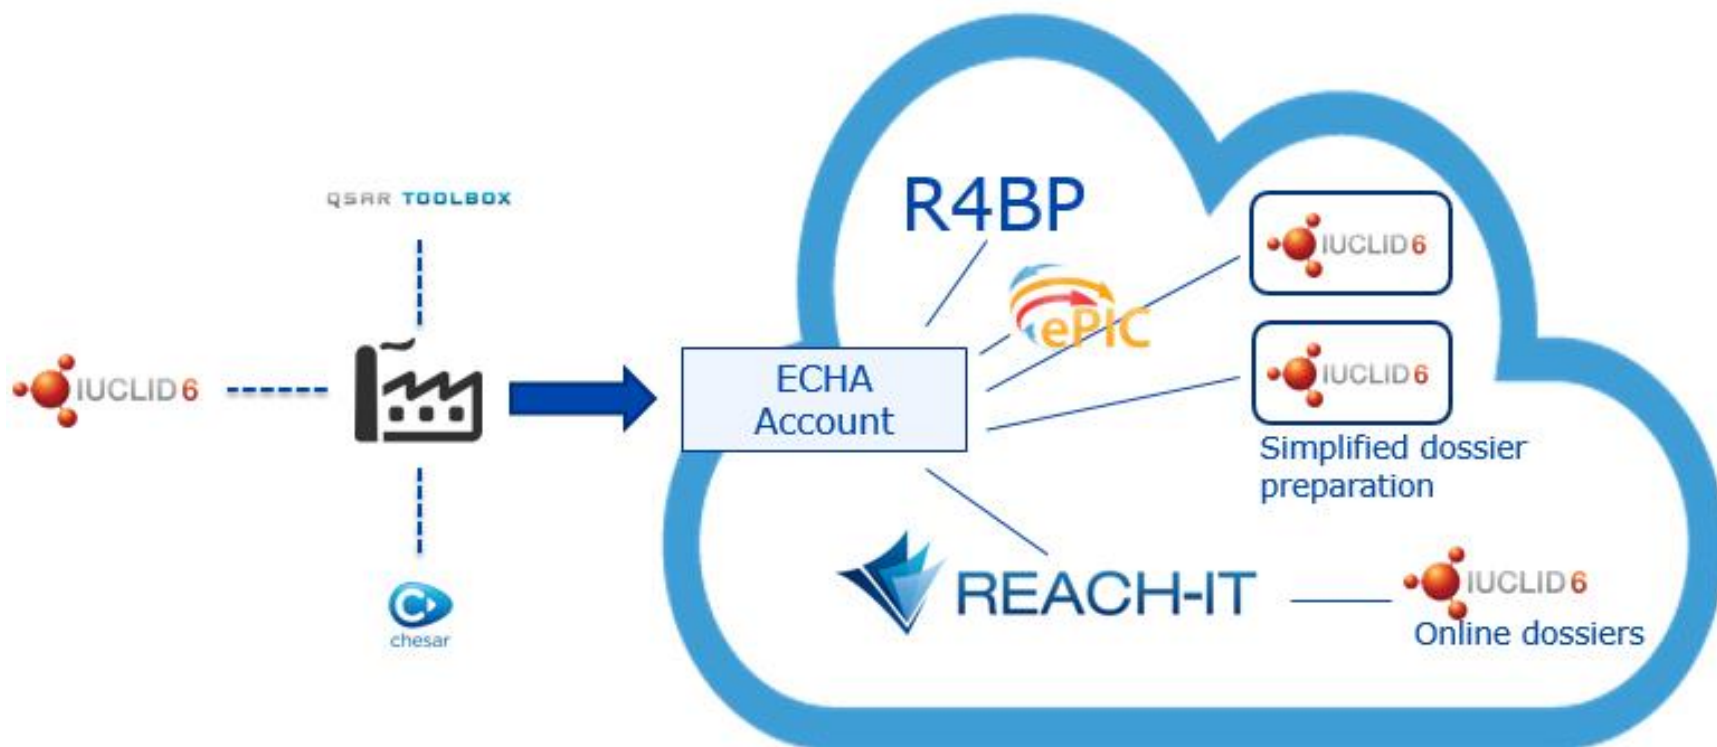 QSAR TOOLBOX
IUCLID 6
chesar
ECHA
Account
R4BP
ePIC
IUCLID 6
IUCLID 6
Simplified dossier
preparation
REACH-IT
IUCLID 6
Online dossiers